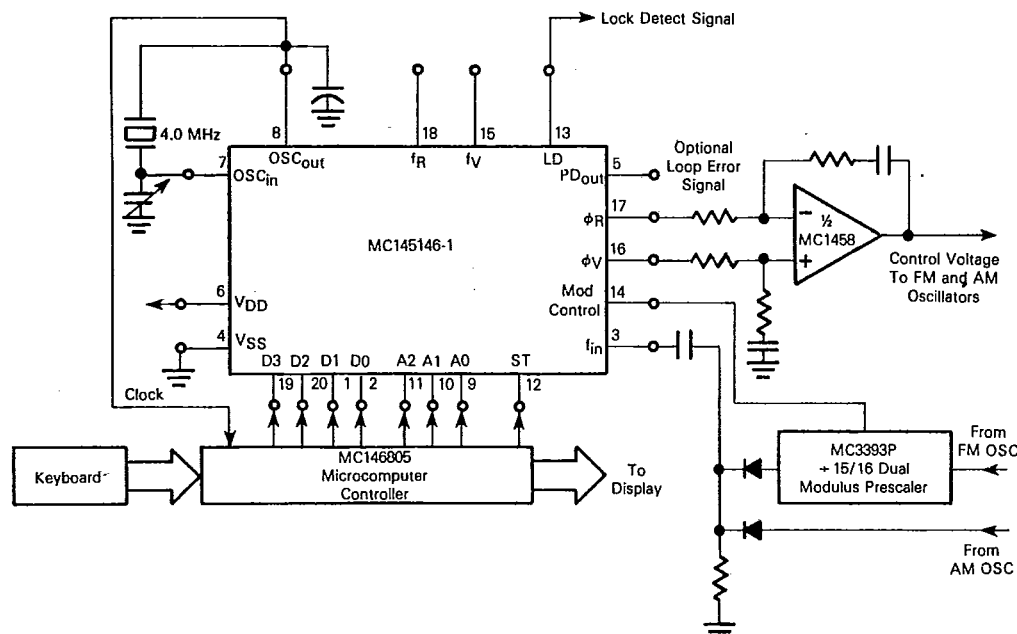 Lock Detect Signal
4.0 MHz
8
18
15
13
OSCout
fR
fV
LD
7
OSCin
5
PDout
Optional
Loop Error
Signal
17
ϕR
MC145146-1
16
ϕV
−
+
½
MC1458
Control Voltage
To FM and AM
Oscillators
6
VDD
14
Mod
Control
4
VSS
3
fin
D3
D2
D1
D0
A2
A1
A0
ST
19
20
1
2
11
10
9
12
Clock
Keyboard
MC146805
Microcomputer
Controller
To
Display
MC3393P
÷ 15/16 Dual
Modulus Prescaler
From
FM OSC
From
AM OSC